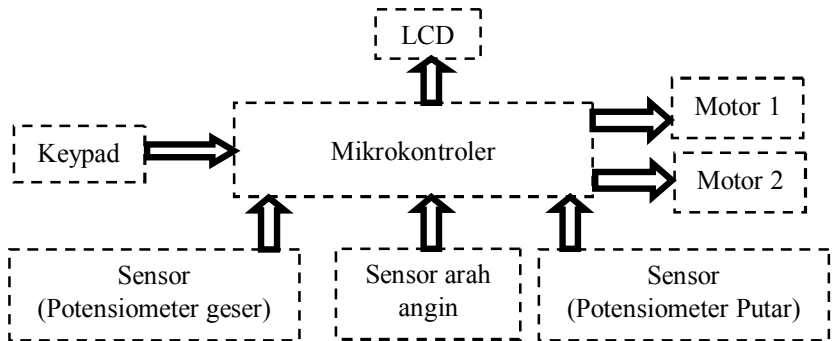 LCD
Motor 1
Keypad
Mikrokontroler
Motor 2
Sensor
(Potensiometer geser)
Sensor arah
angin
Sensor
(Potensiometer Putar)